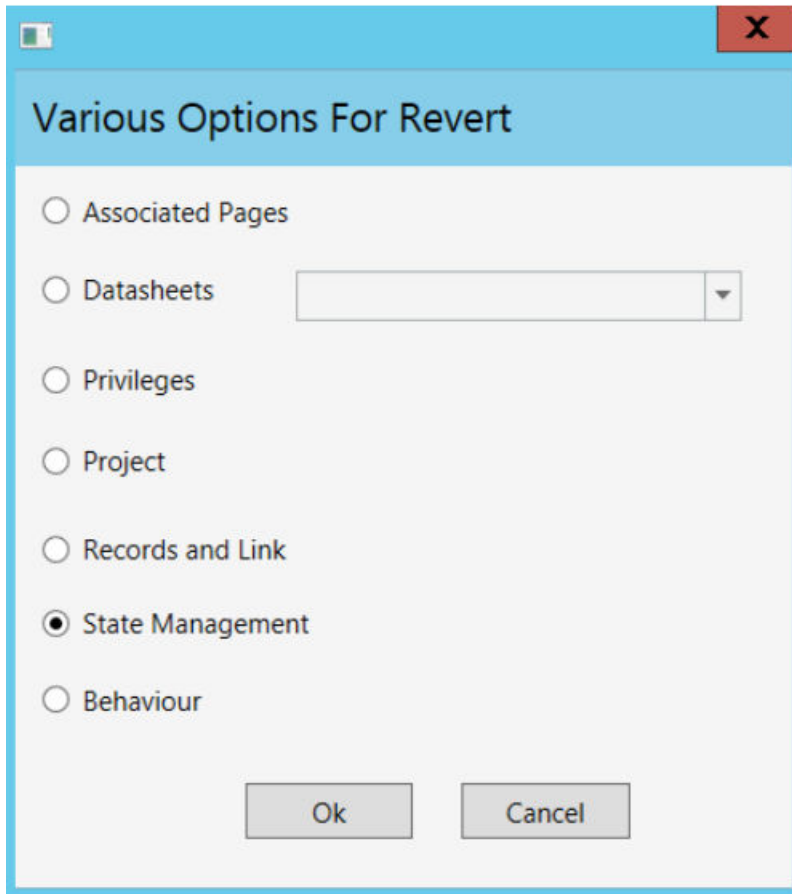 X
Various Options For Revert
Associated Pages
Datasheets
Privileges
Project
Records and Link
State Management
Behaviour
Ok Cancel